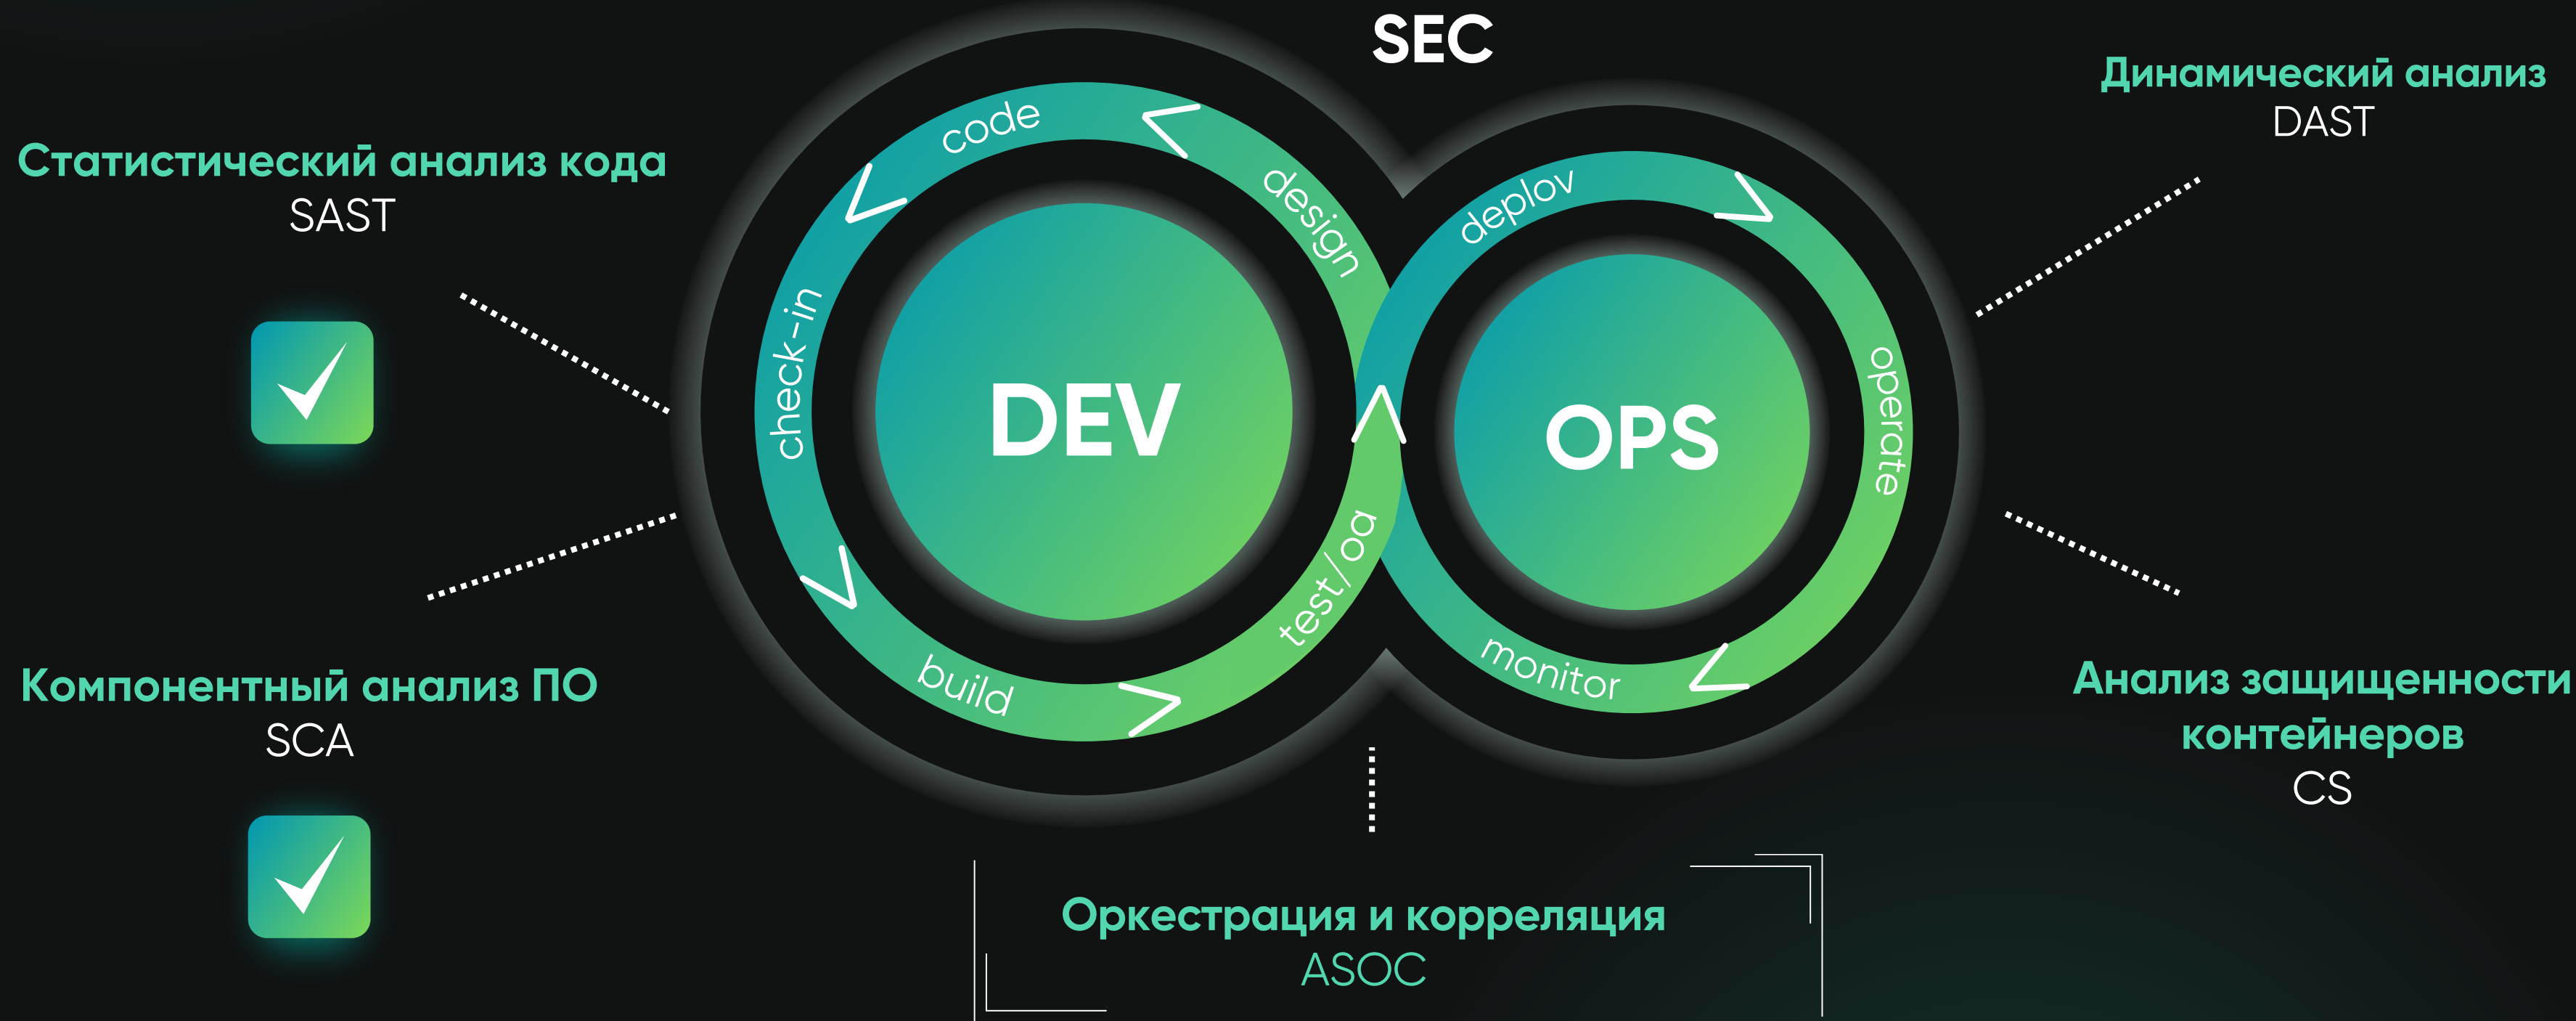 SEC
Статистический анализ кода
SAST
Компонентный анализ ПО
SCA
code
design
check-in
build
test/oa
DEV
deplov
operate
monitor
OPS
Динамический анализ
DAST
Анализ защищенности
контейнеров
CS
Оркестрация и корреляция
ASOC